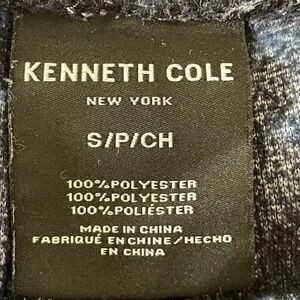 KENNETH COLE
NEW YORK
S/P/CH
100%POLYESTER
100%POLYESTER
100%POLIÉSTER
MADE IN CHINA
FABRIQUÉ EN CHINE/HECHO
EN CHINA